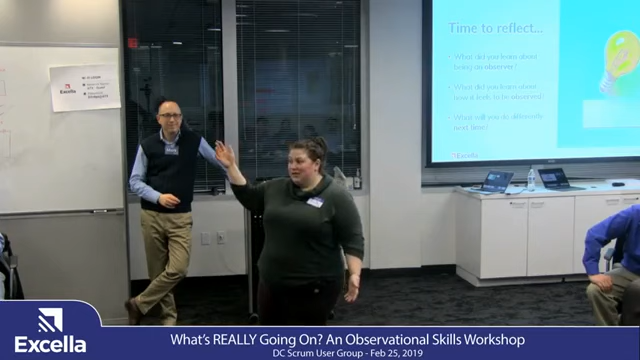 Time to reflect...
What did you learn about
being an observer?
What did you learn about
how it feels to be observed?
What will you do differently
next time?
Excella
Excella
Excella
What's REALLY Going On? An Observational Skills Workshop
DC Scrum User Group - Feb 25, 2019